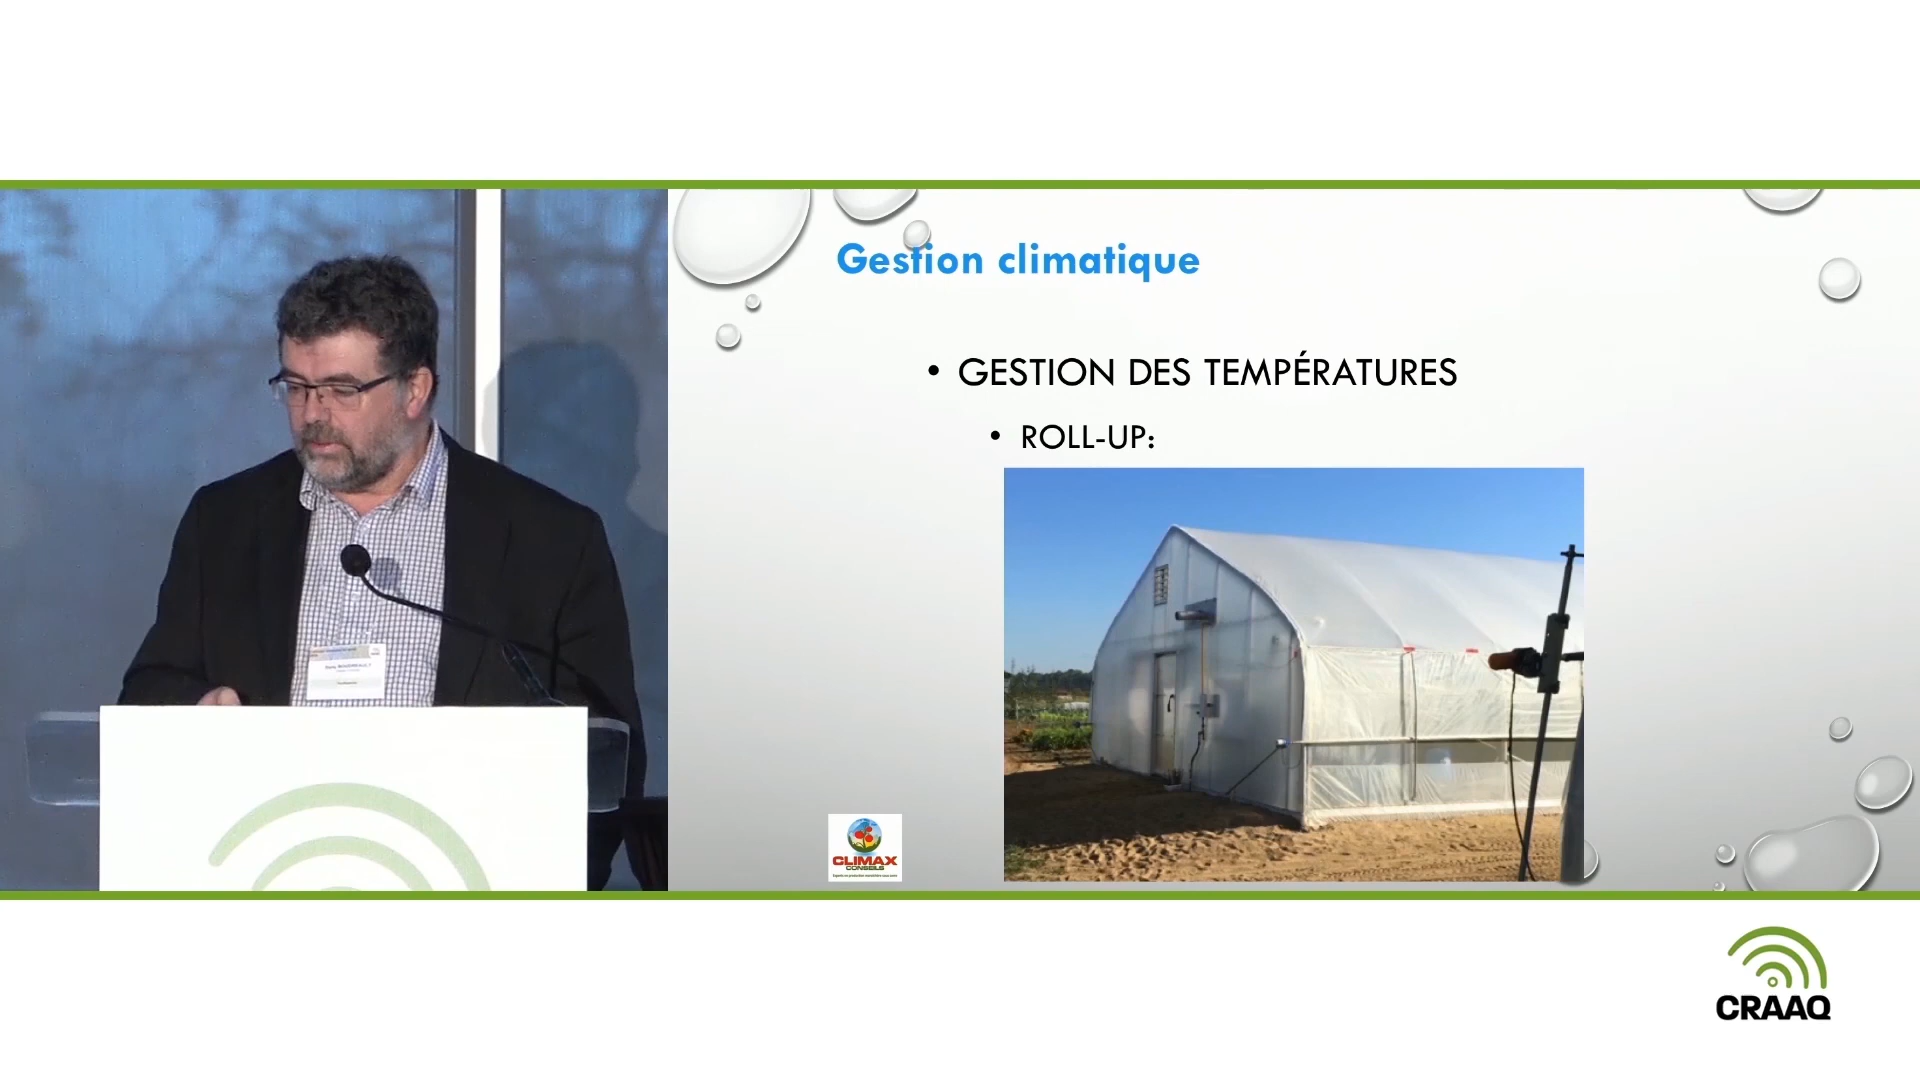 Gestion climatique
• GESTION DES TEMPÉRATURES
• ROLL-UP:
CLIMAX
CONSEILS
CRAAQ